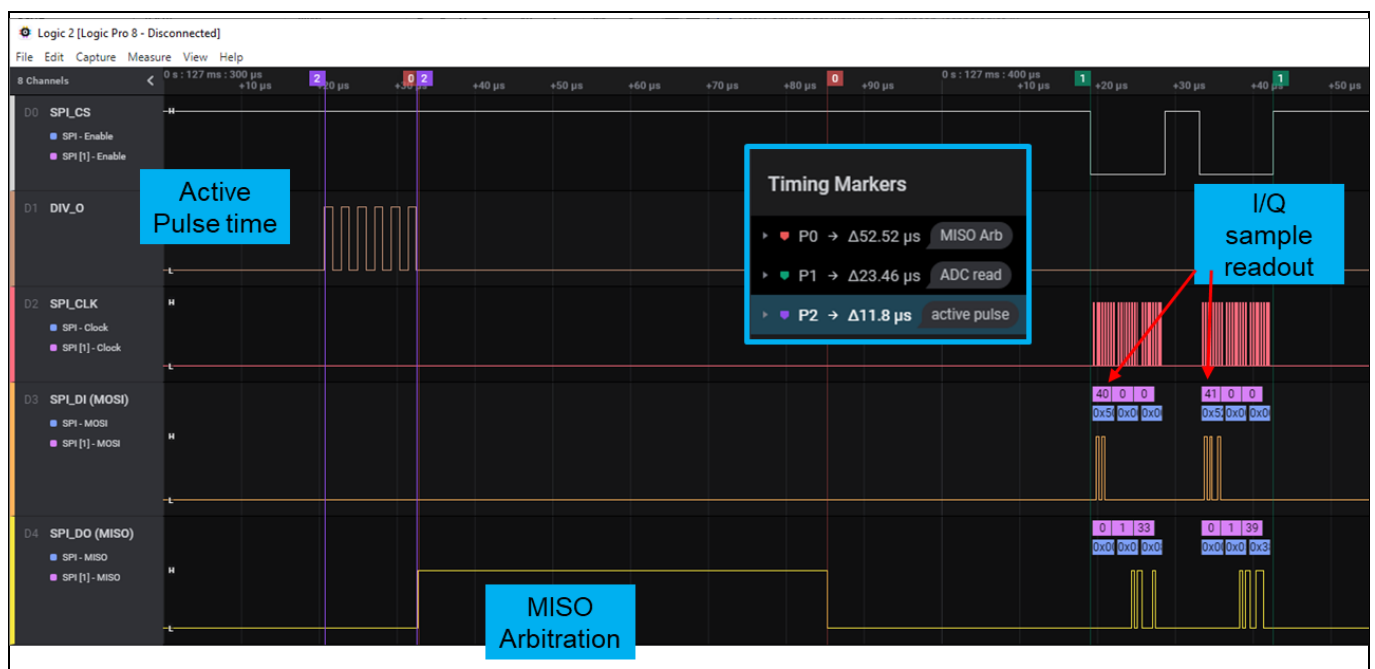 Logic 2 [Logic Pro 8 - Disconnected]
File Edit Capture Measure View Help
8 Channels
0 s : 127 ms : 300 µs
+10 µs 2 +20 µs 0 2 +40 µs +50 µs +60 µs +70 µs +80 µs 0 +90 µs
0 s : 127 ms : 400 µs
+10 µs 1 +20 µs +30 µs +40 µs 1 +50 µs
D0 SPI_CS
H
SPI - Enable
SPI [1] - Enable
Active
Pulse time
D1 DIV_O
L
Timing Markers
P0 → Δ52.52 µs MISO Arb
P1 → Δ23.46 µs ADC read
P2 → Δ11.8 µs active pulse
I/Q
sample
readout
D2 SPI_CLK
H
SPI - Clock
SPI [1] - Clock
L
D3 SPI_DI (MOSI)
SPI - MOSI
SPI [1] - MOSI
H
L
40 0 0 41 0 0
D4 SPI_DO (MISO)
SPI - MISO
SPI [1] - MISO
H
L
0 1 33 0 1 39
MISO
Arbitration